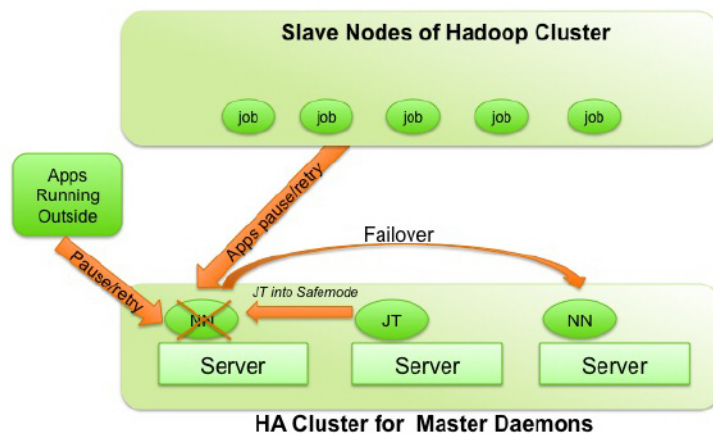 Slave Nodes of Hadoop Cluster
job job job job job
Apps
Running
Outside
Apps pause/retry
Pause/retry
Failover
JT into Safemode
NN JT NN
Server Server Server
HA Cluster for Master Daemons